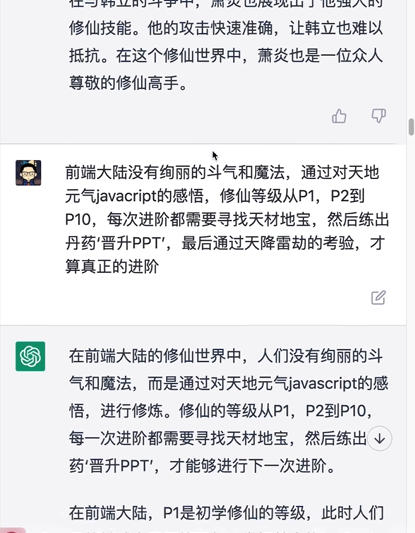 在与韩立的斗争中，萧炎也展现出了他强大的
修仙技能。他的攻击快速准确，让韩立也难以
抵抗。在这个修仙世界中，萧炎也是一位众人
尊敬的修仙高手。
前端大陆没有绚丽的斗气和魔法，通过对天地
元气javacript的感悟，修仙等级从P1，P2到
P10，每次进阶都需要寻找天材地宝，然后练出
丹药‘晋升PPT’，最后通过天降雷劫的考验，才
算真正的进阶
在前端大陆的修仙世界中，人们没有绚丽的斗
气和魔法，而是通过对天地元气javascript的感
悟，进行修炼。修仙的等级从P1，P2到P10，
每一次进阶都需要寻找天材地宝，然后练出
药‘晋升PPT’，才能够进行下一次进阶。
在前端大陆，P1是初学修仙的等级，此时人们